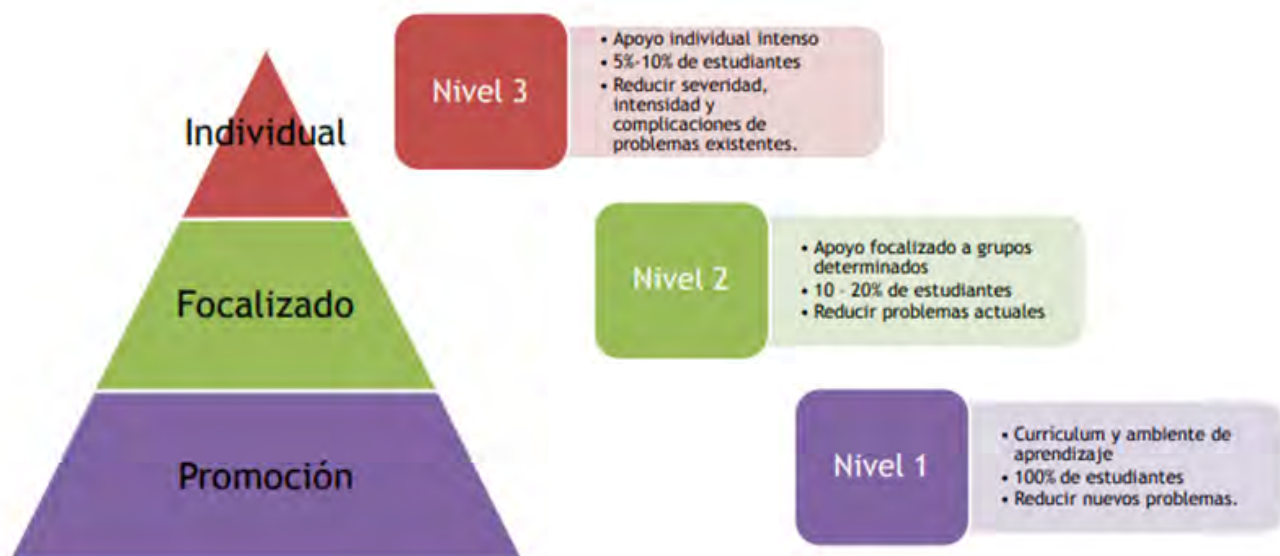 Individual
Nivel 3
• Apoyo individual intenso
• 5%-10% de estudiantes
• Reducir severidad,
intensidad y
complicaciones de
problemas existentes.
Focalizado
Nivel 2
• Apoyo focalizado a grupos
determinados
• 10 - 20% de estudiantes
• Reducir problemas actuales
Promoción
Nivel 1
• Curriculum y ambiente de
aprendizaje
• 100% de estudiantes
• Reducir nuevos problemas.